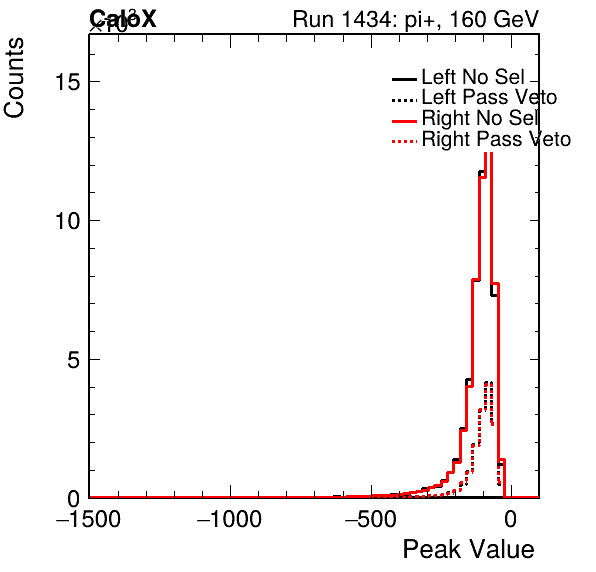 CaloX
×10³
Run 1434: pi+, 160 GeV
Counts
15
10
5
0
Left No Sel
Left Pass Veto
Right No Sel
Right Pass Veto
−1500 −1000 −500 0
Peak Value